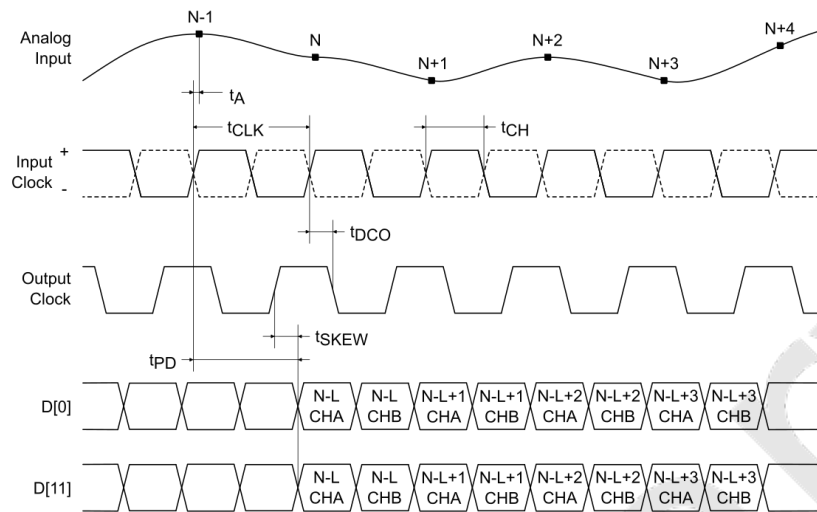 N-1
N
N+1
N+2
N+3
N+4
Analog
Input
tA
tCLK
tCH
Input
Clock
+
-
tDCO
Output
Clock
tSKEW
tPD
D[0]
N-L N-L N-L+1 N-L+1 N-L+2 N-L+2 N-L+3 N-L+3
CHA CHB CHA CHB CHA CHB CHA CHB
D[11]
N-L N-L N-L+1 N-L+1 N-L+2 N-L+2 N-L+3 N-L+3
CHA CHB CHA CHB CHA CHB CHA CHB